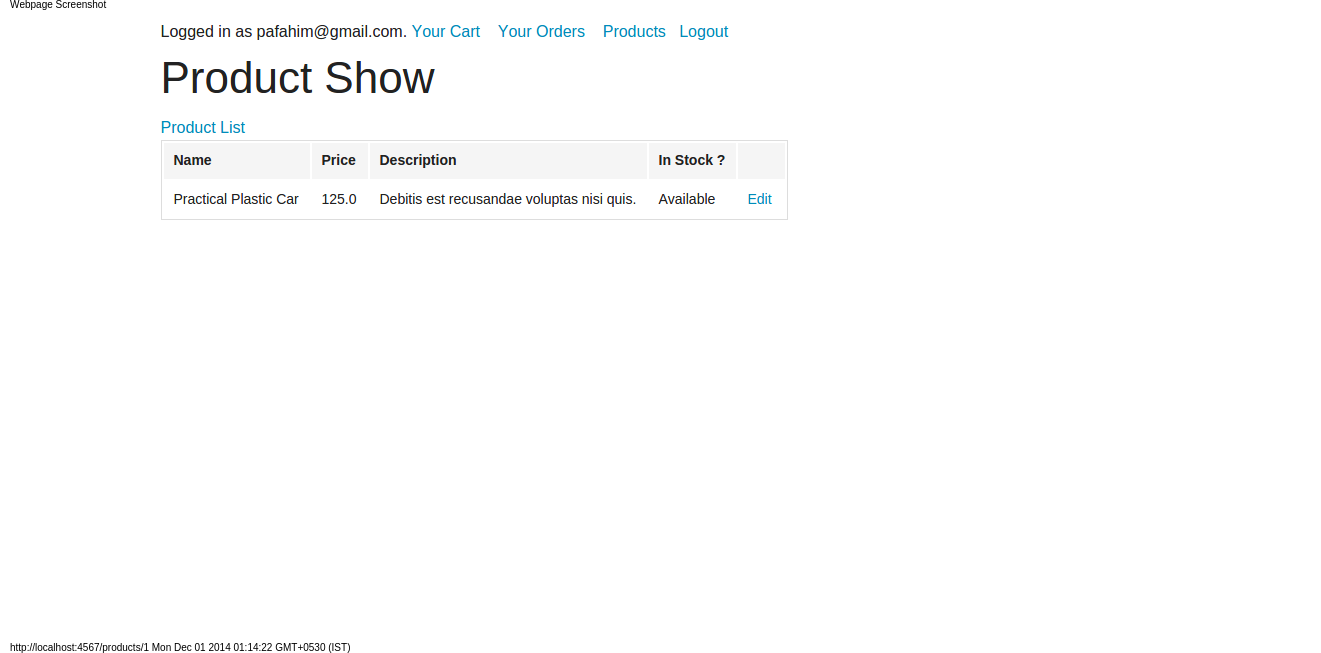 Webpage Screenshot
Logged in as pafahim@gmail.com. Your Cart Your Orders Products Logout
Product Show
Product List
Name Price Description In Stock ?
Practical Plastic Car 125.0 Debitis est recusandae voluptas nisi quis. Available Edit
http://localhost:4567/products/1 Mon Dec 01 2014 01:14:22 GMT+0530 (IST)